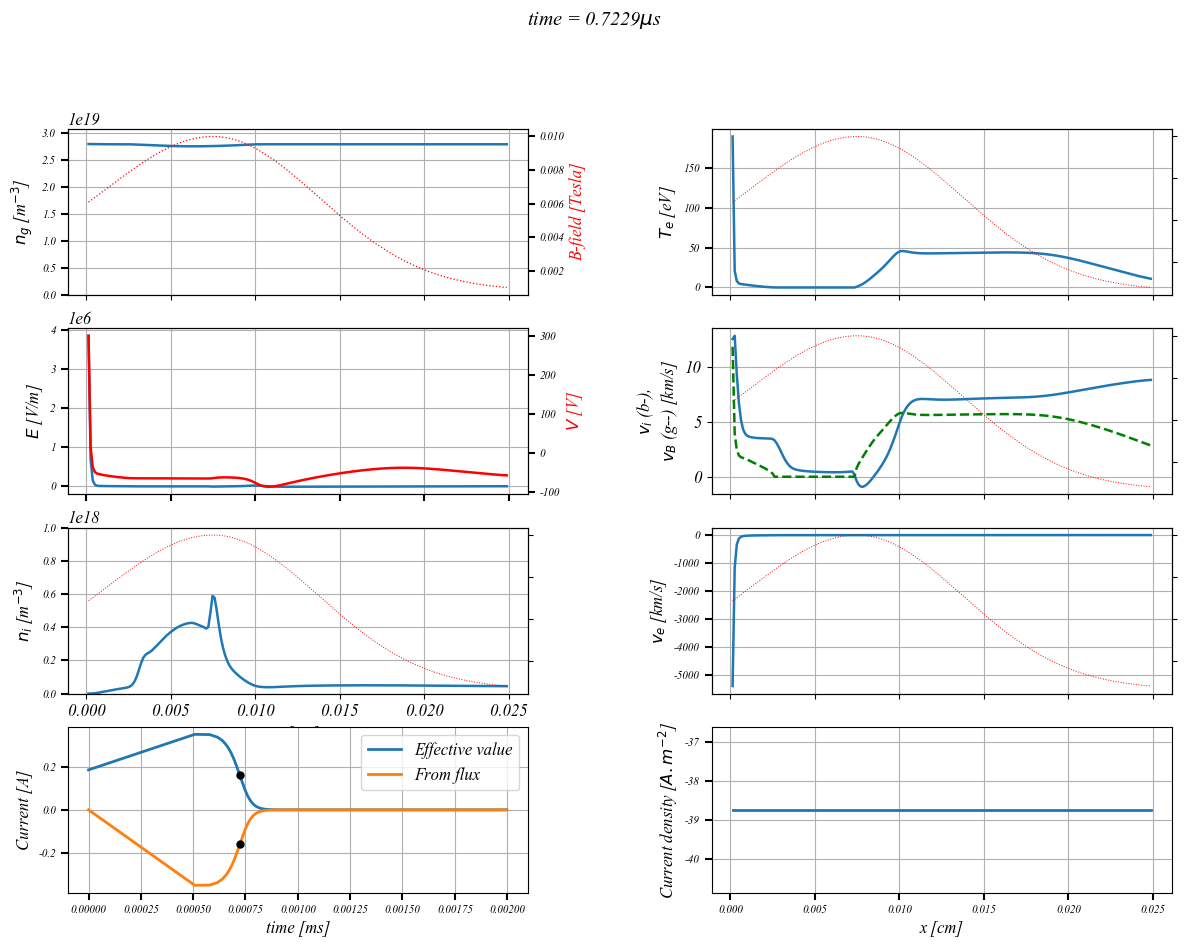 time = 0.7229μs
1e19
3.0
2.5
2.0
1.5
1.0
0.5
0.0
n_g [m^{-3}]
0.010
0.008
0.006
0.004
0.002
B-field [Tesla]
150
100
50
0
T_e [eV]
1e6
4
3
2
1
0
E [V/m]
300
200
100
0
-100
V [V]
10
5
0
v_i (b-),
v_B (g--) [km/s]
1e18
1.0
0.8
0.6
0.4
0.2
0.0
n_i [m^{-3}]
0.000 0.005 0.010 0.015 0.020 0.025
0
-1000
-2000
-3000
-4000
-5000
v_e [km/s]
0.2
0.0
-0.2
Current [A]
Effective value
From flux
0.00000 0.00025 0.00050 0.00075 0.00100 0.00125 0.00150 0.00175 0.00200
time [ms]
-37
-38
-39
-40
Current density [A.m^{-2}]
0.000 0.005 0.010 0.015 0.020 0.025
x [cm]